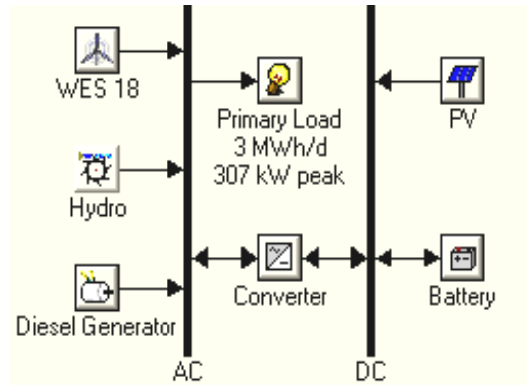 WES 18
Primary Load
3 MWh/d
307 kW peak
PV
Hydro
Diesel Generator
Converter
Battery
AC
DC